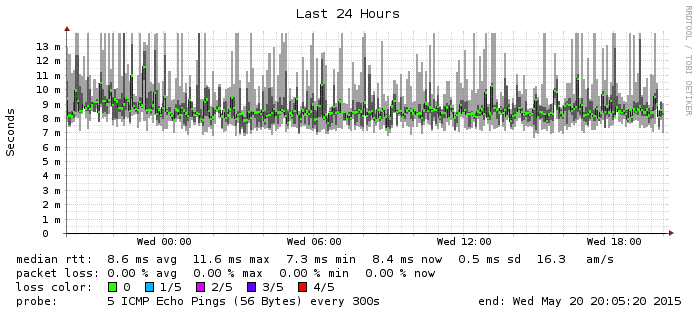 Last 24 Hours
RRDTOOL / TOBI OETIKER
Seconds
13 m
12 m
11 m
10 m
9 m
8 m
7 m
6 m
5 m
4 m
3 m
2 m
1 m
0
Wed 00:00 Wed 06:00 Wed 12:00 Wed 18:00
median rtt: 8.6 ms avg 11.6 ms max 7.3 ms min 8.4 ms now 0.5 ms sd 16.3 am/s
packet loss: 0.00 % avg 0.00 % max 0.00 % min 0.00 % now
loss color: 0 1/5 2/5 3/5 4/5
probe: 5 ICMP Echo Pings (56 Bytes) every 300s end: Wed May 20 20:05:20 2015